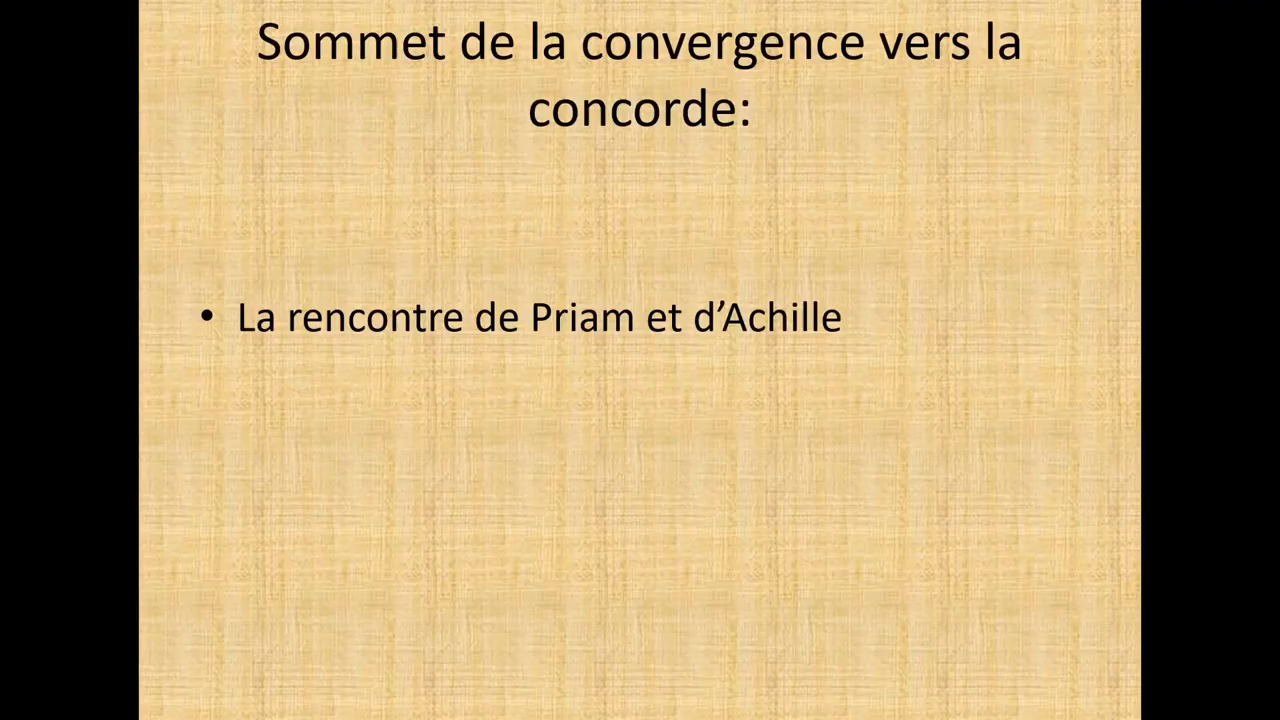 Sommet de la convergence vers la
concorde:
• La rencontre de Priam et d’Achille